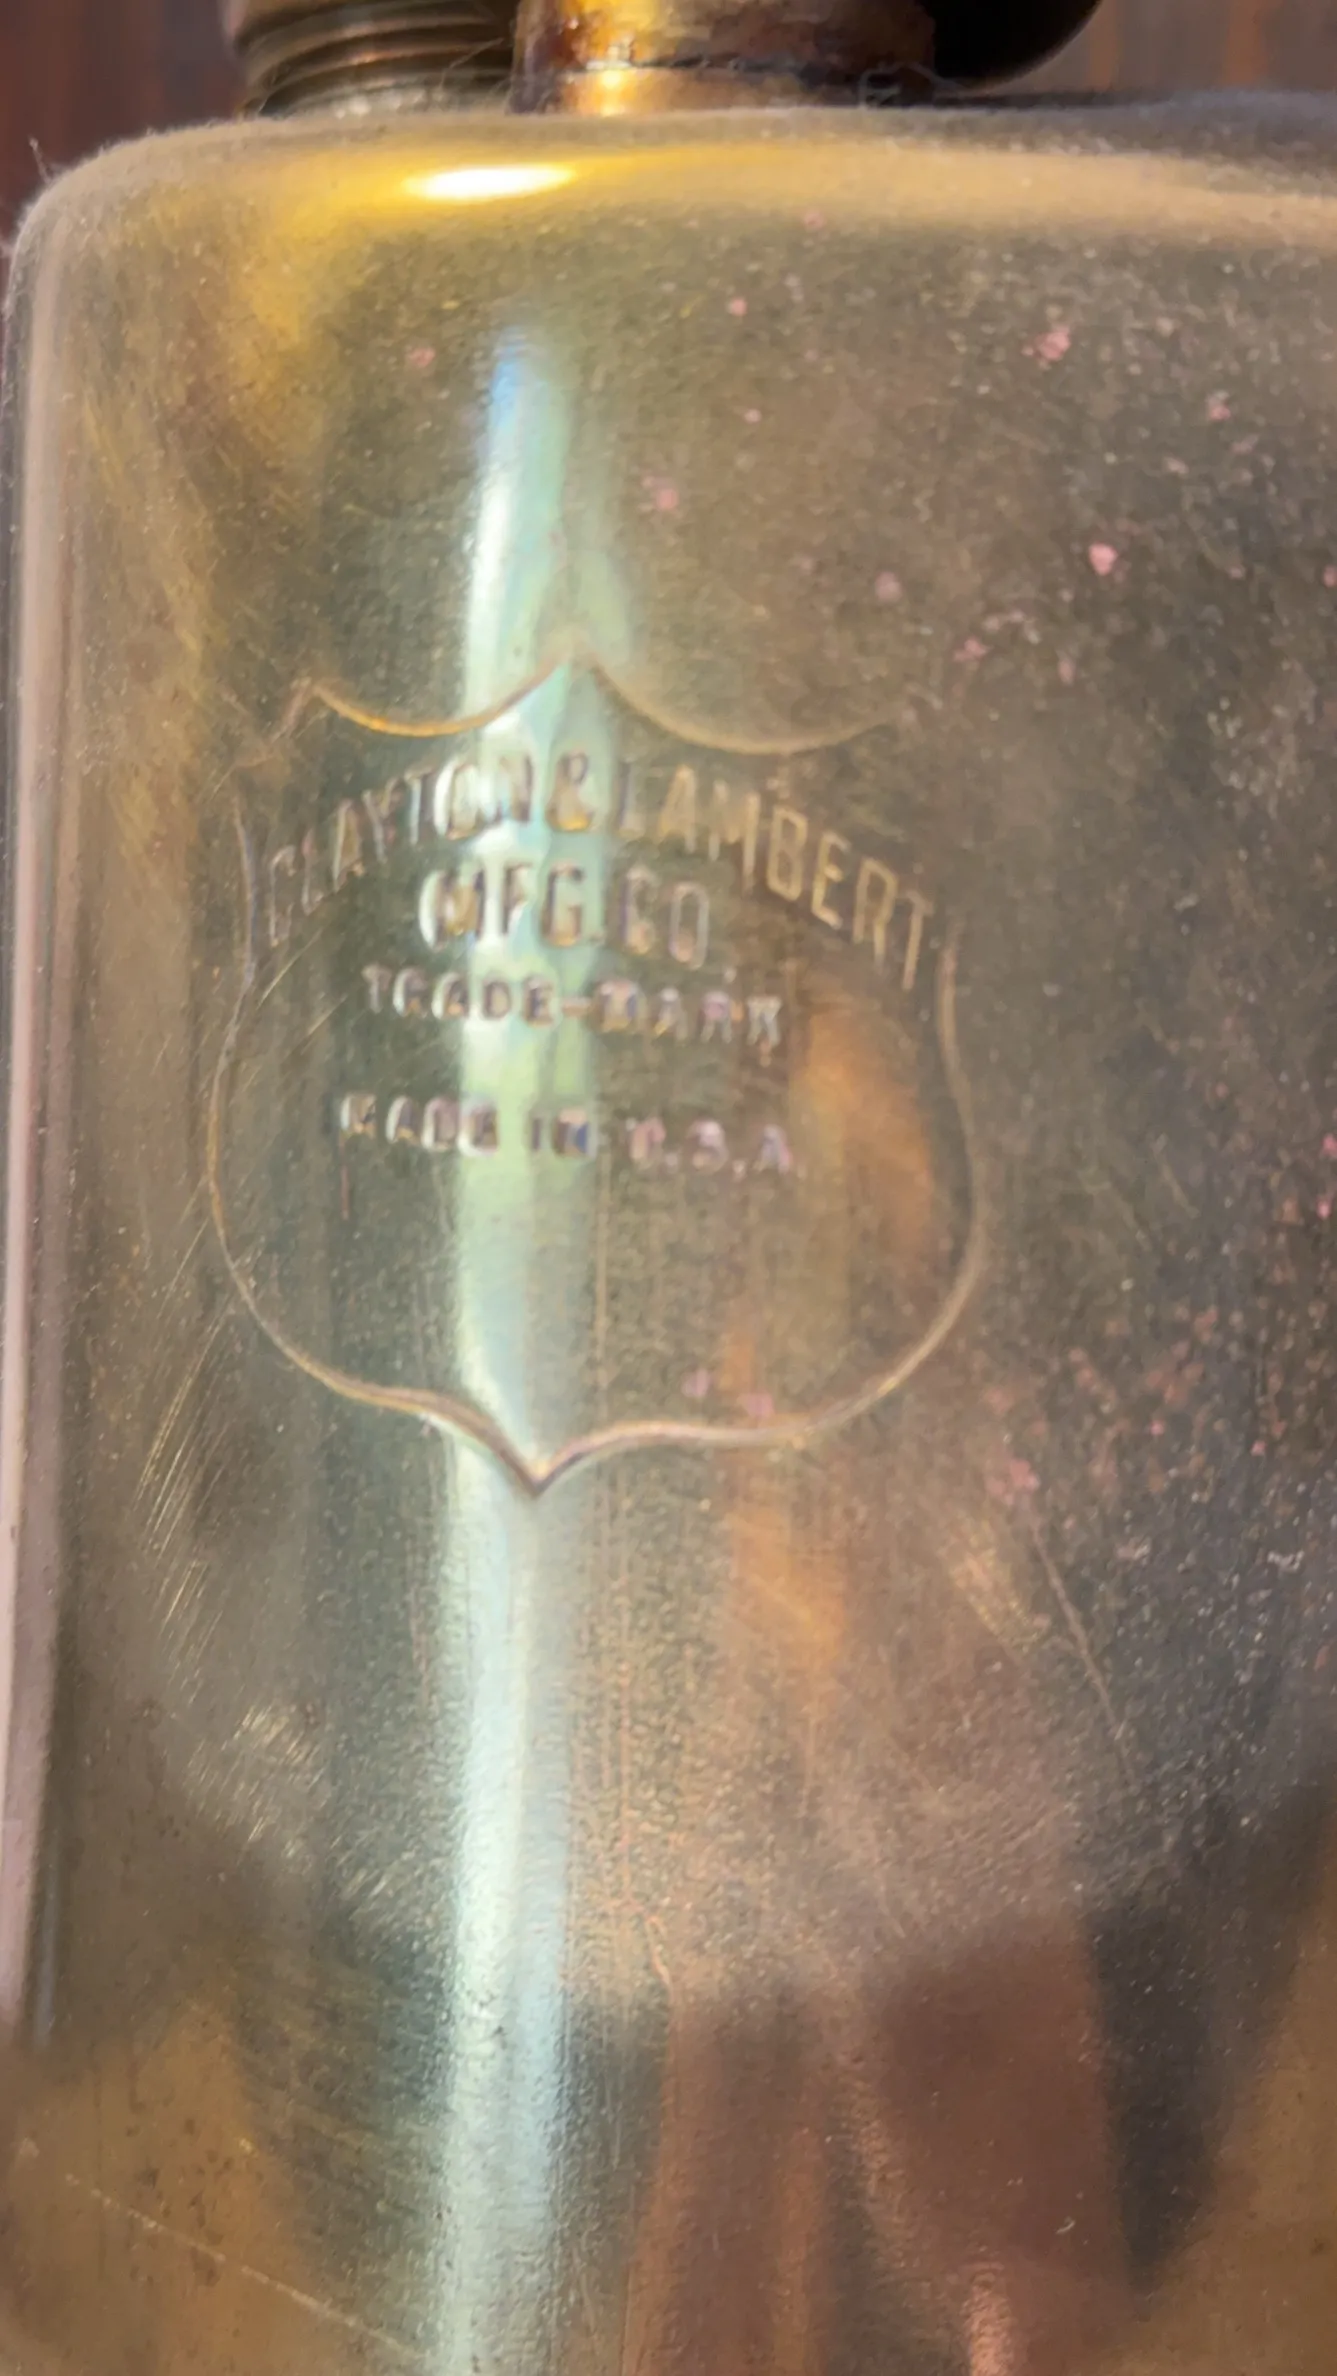 CLAYTON & LAMBERT
MFG. CO.
TRADE-MARK
MADE IN U.S.A.